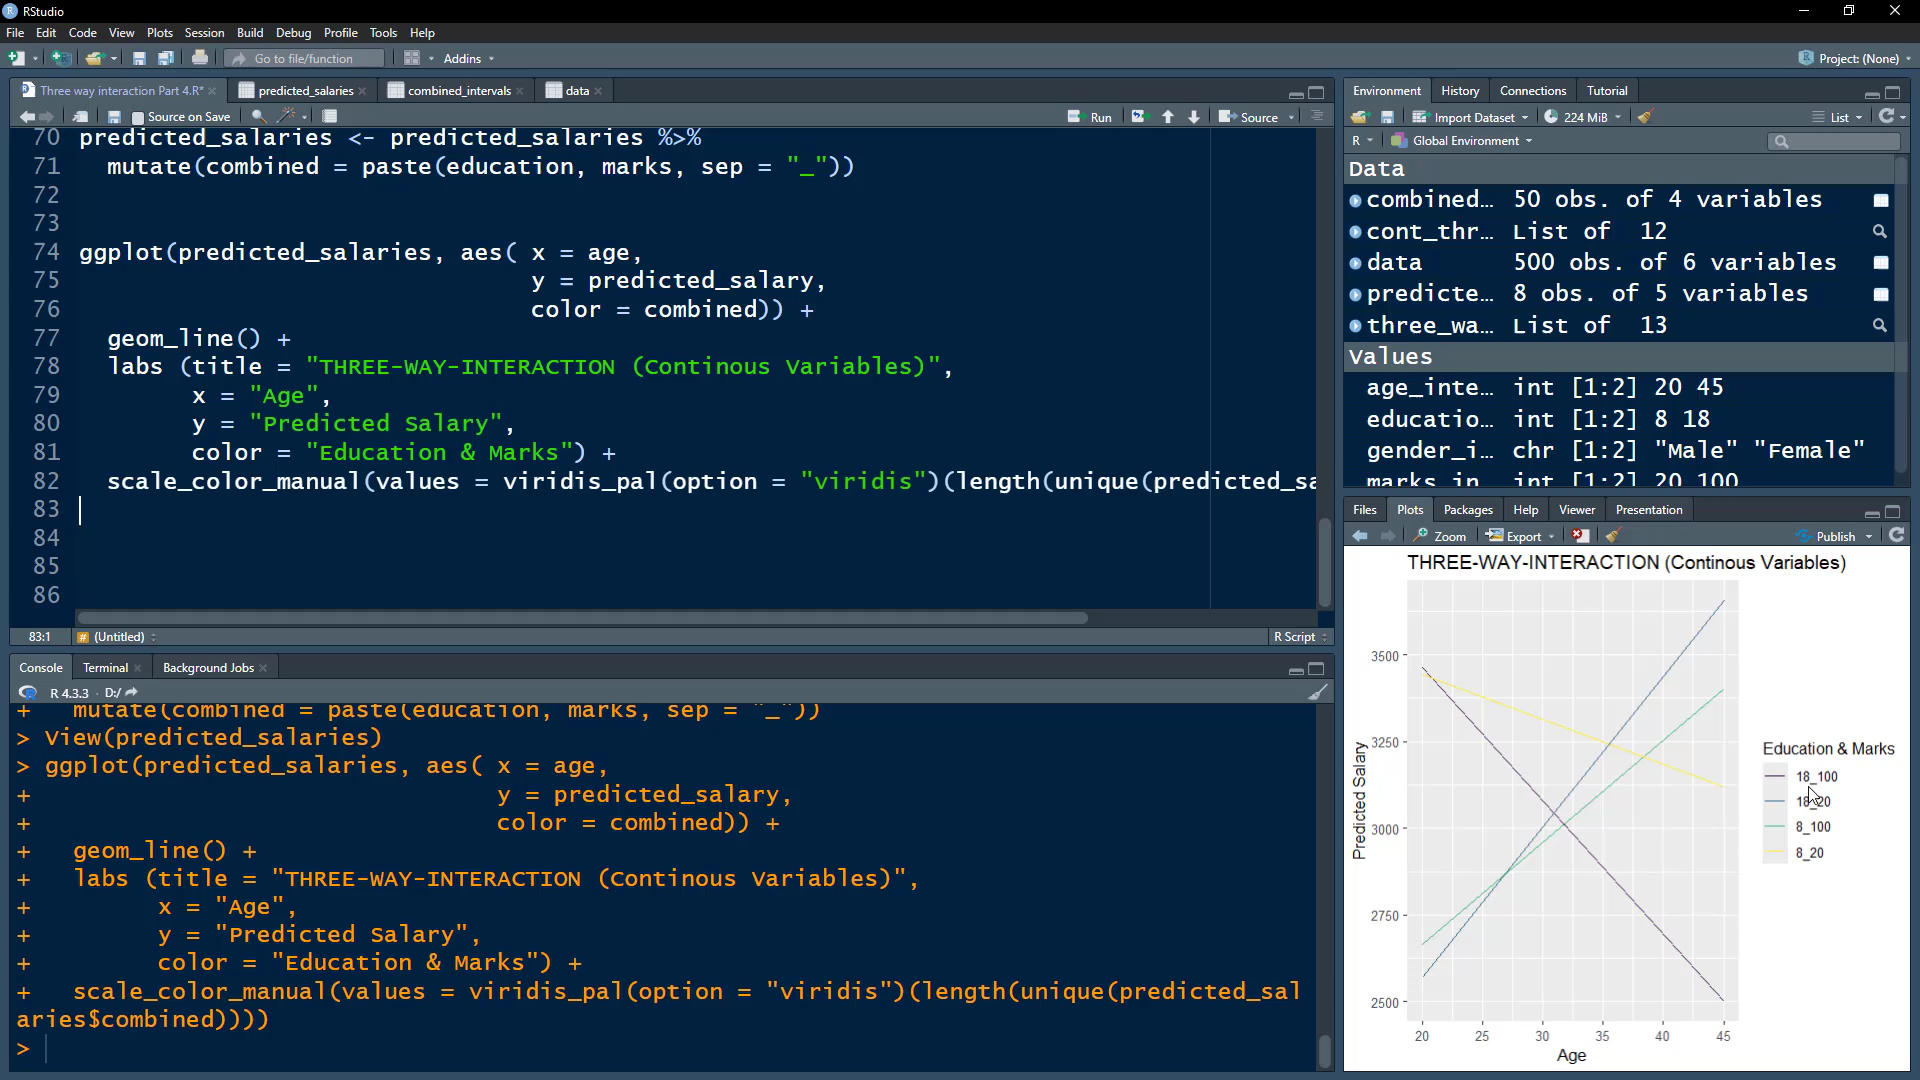 RStudio
File Edit Code View Plots Session Build Debug Profile Tools Help
Go to file/function Addins Project: (None)
Three way interaction Part 4.R* predicted_salaries combined_intervals data
Source on Save Run Source
70 predicted_salaries <- predicted_salaries %>%
71 mutate(combined = paste(education, marks, sep = "_"))
72
73
74 ggplot(predicted_salaries, aes( x = age,
75 y = predicted_salary,
76 color = combined)) +
77 geom_line() +
78 labs (title = "THREE-WAY-INTERACTION (Continous Variables)",
79 x = "Age",
80 y = "Predicted Salary",
81 color = "Education & Marks") +
82 scale_color_manual(values = viridis_pal(option = "viridis")(length(unique(predicted_sa
83
84
85
86
83:1 # (Untitled) R Script
Console Terminal Background Jobs
R 4.3.3 · D:/
+ mutate(combined = paste(education, marks, sep = "_"))
> View(predicted_salaries)
> ggplot(predicted_salaries, aes( x = age,
+ y = predicted_salary,
+ color = combined)) +
+ geom_line() +
+ labs (title = "THREE-WAY-INTERACTION (Continous Variables)",
+ x = "Age",
+ y = "Predicted Salary",
+ color = "Education & Marks") +
+ scale_color_manual(values = viridis_pal(option = "viridis")(length(unique(predicted_sal
aries$combined))))
>
Environment History Connections Tutorial
Import Dataset 224 MiB List
R Global Environment
Data
combined… 50 obs. of 4 variables
cont_thr… List of 12
data 500 obs. of 6 variables
predicte… 8 obs. of 5 variables
three_wa… List of 13
Values
age_inte… int [1:2] 20 45
educatio… int [1:2] 8 18
gender_i… chr [1:2] "Male" "Female"
marks_in… int [1:2] 20 100
Files Plots Packages Help Viewer Presentation
Zoom Export Publish
THREE-WAY-INTERACTION (Continous Variables)
3500
3250
3000
2750
2500
Predicted Salary
20 25 30 35 40 45
Age
Education & Marks
18_100
18_20
8_100
8_20